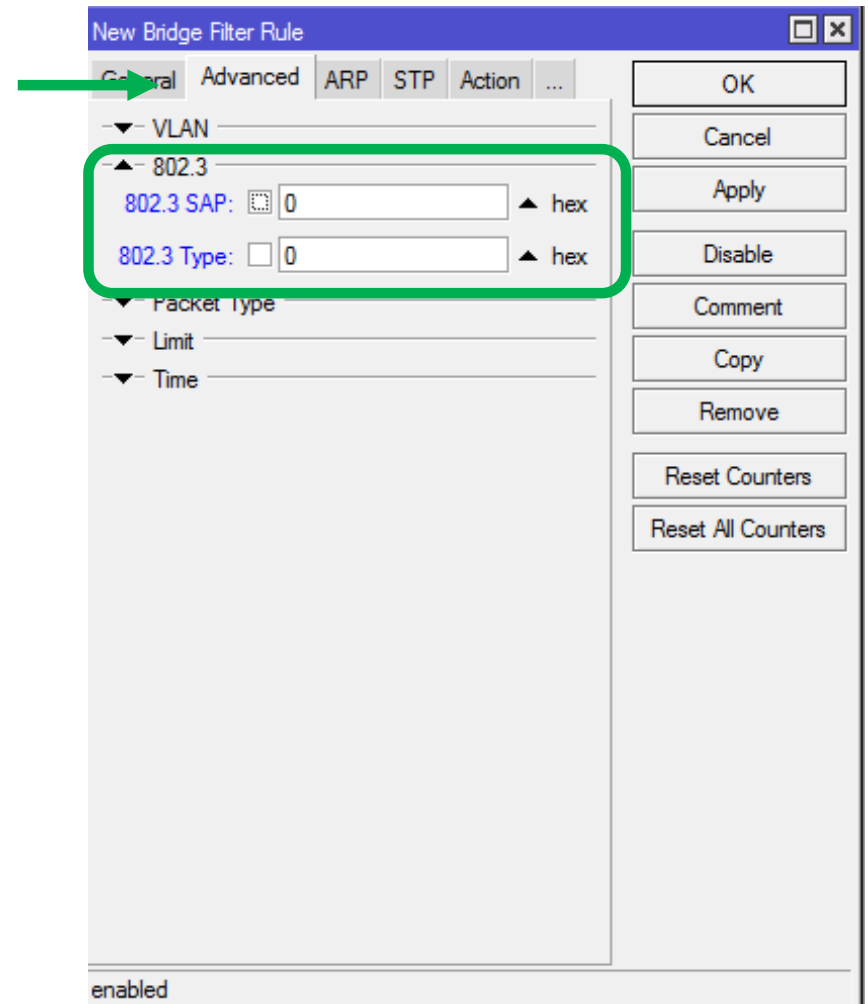 New Bridge Filter Rule
General Advanced ARP STP Action ...
VLAN
802.3
802.3 SAP: 0 hex
802.3 Type: 0 hex
Packet Type
Limit
Time
OK
Cancel
Apply
Disable
Comment
Copy
Remove
Reset Counters
Reset All Counters
enabled